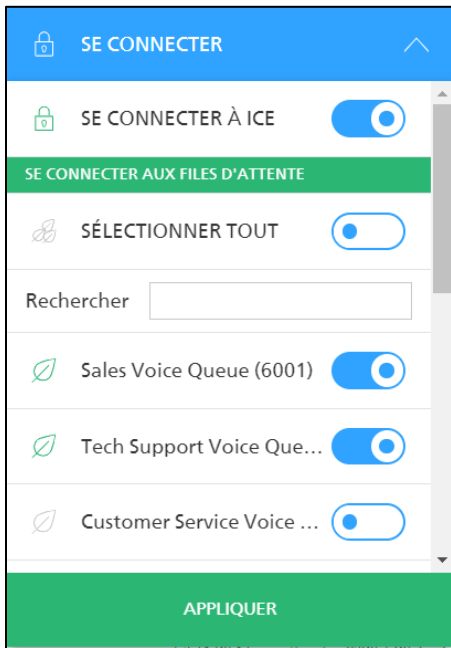 SE CONNECTER
SE CONNECTER À ICE
SE CONNECTER AUX FILES D'ATTENTE
SÉLECTIONNER TOUT
Rechercher
Sales Voice Queue (6001)
Tech Support Voice Que...
Customer Service Voice ...
APPLIQUER